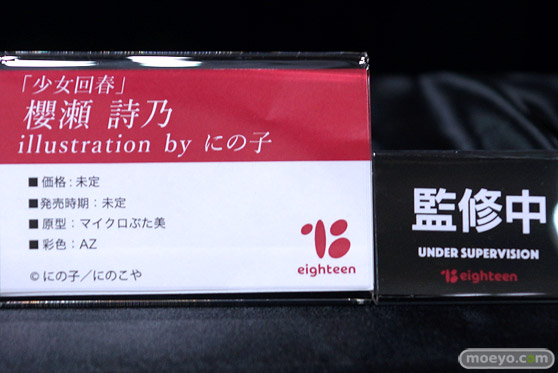 「少女回春」
櫻瀬 詩乃
illustration by にの子
■価格：未定
■発売時期：未定
■原型：マイクロぶた美
■彩色：AZ
©にの子／にのこや
eighteen
監修中
UNDER SUPERVISION
eighteen
moeyo.com